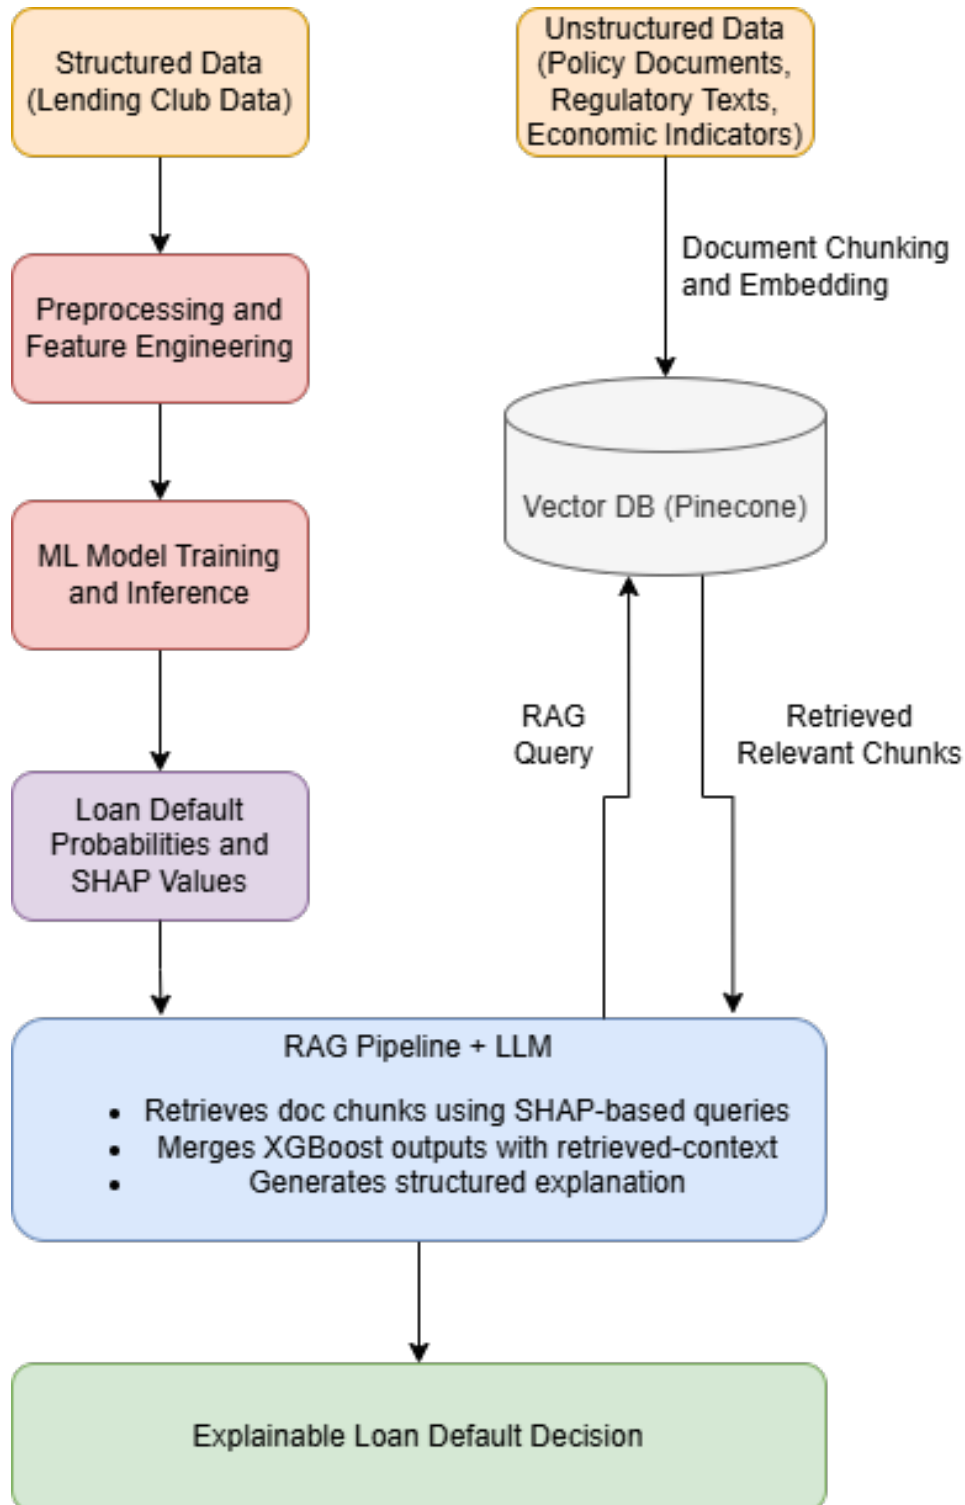 Structured Data
(Lending Club Data)
Unstructured Data
(Policy Documents,
Regulatory Texts,
Economic Indicators)
Document Chunking
and Embedding
Preprocessing and
Feature Engineering
Vector DB (Pinecone)
ML Model Training
and Inference
RAG
Query
Retrieved
Relevant Chunks
Loan Default
Probabilities and
SHAP Values
RAG Pipeline + LLM
• Retrieves doc chunks using SHAP-based queries
• Merges XGBoost outputs with retrieved-context
• Generates structured explanation
Explainable Loan Default Decision